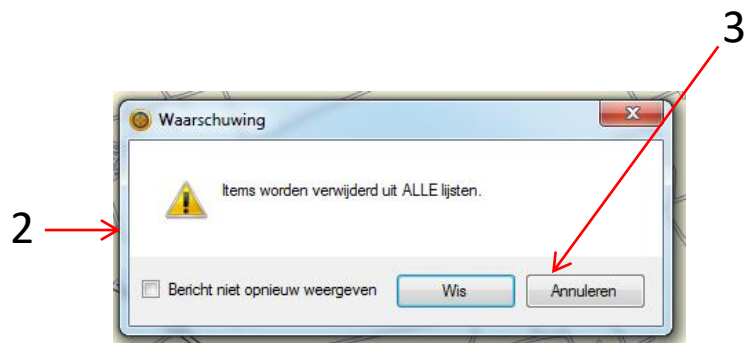 3
Waarschuwing
Items worden verwijderd uit ALLE lijsten.
2
Bericht niet opnieuw weergeven Wis Annuleren